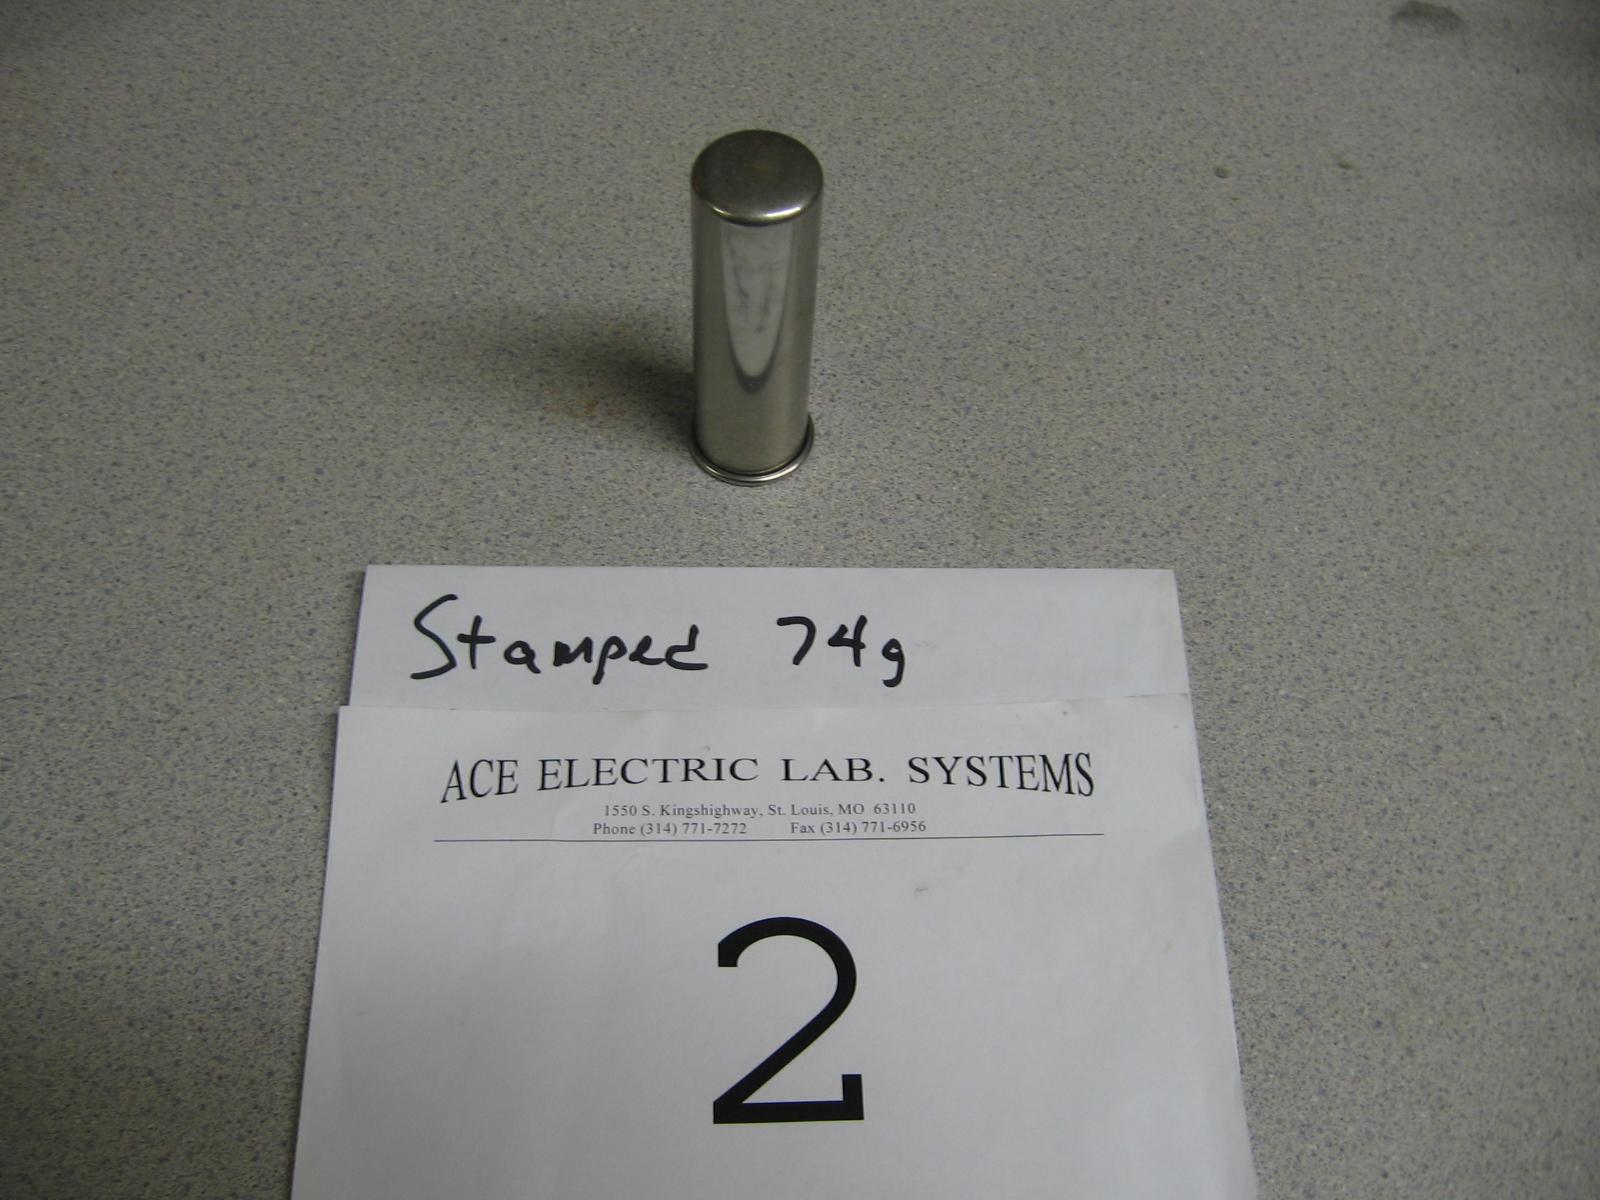 Stamped 74g
ACE ELECTRIC LAB. SYSTEMS
1550 S. Kingshighway, St. Louis, MO 63110
Phone (314) 771-7272 Fax (314) 771-6956
2